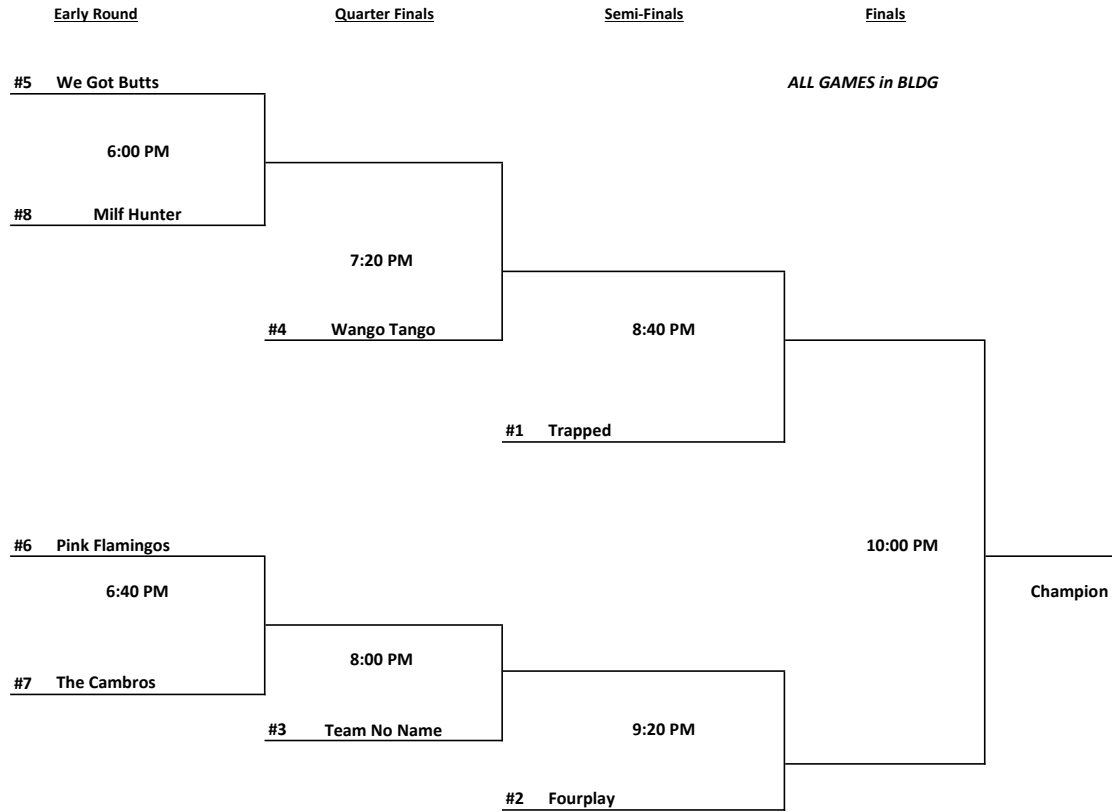 Early Round Quarter Finals Semi-Finals Finals
#5 We Got Butts ALL GAMES in BLDG
6:00 PM
#8 Milf Hunter
7:20 PM
#4 Wango Tango 8:40 PM
#1 Trapped
#6 Pink Flamingos 10:00 PM
6:40 PM Champion
8:00 PM
#7 The Cambros
#3 Team No Name 9:20 PM
#2 Fourplay